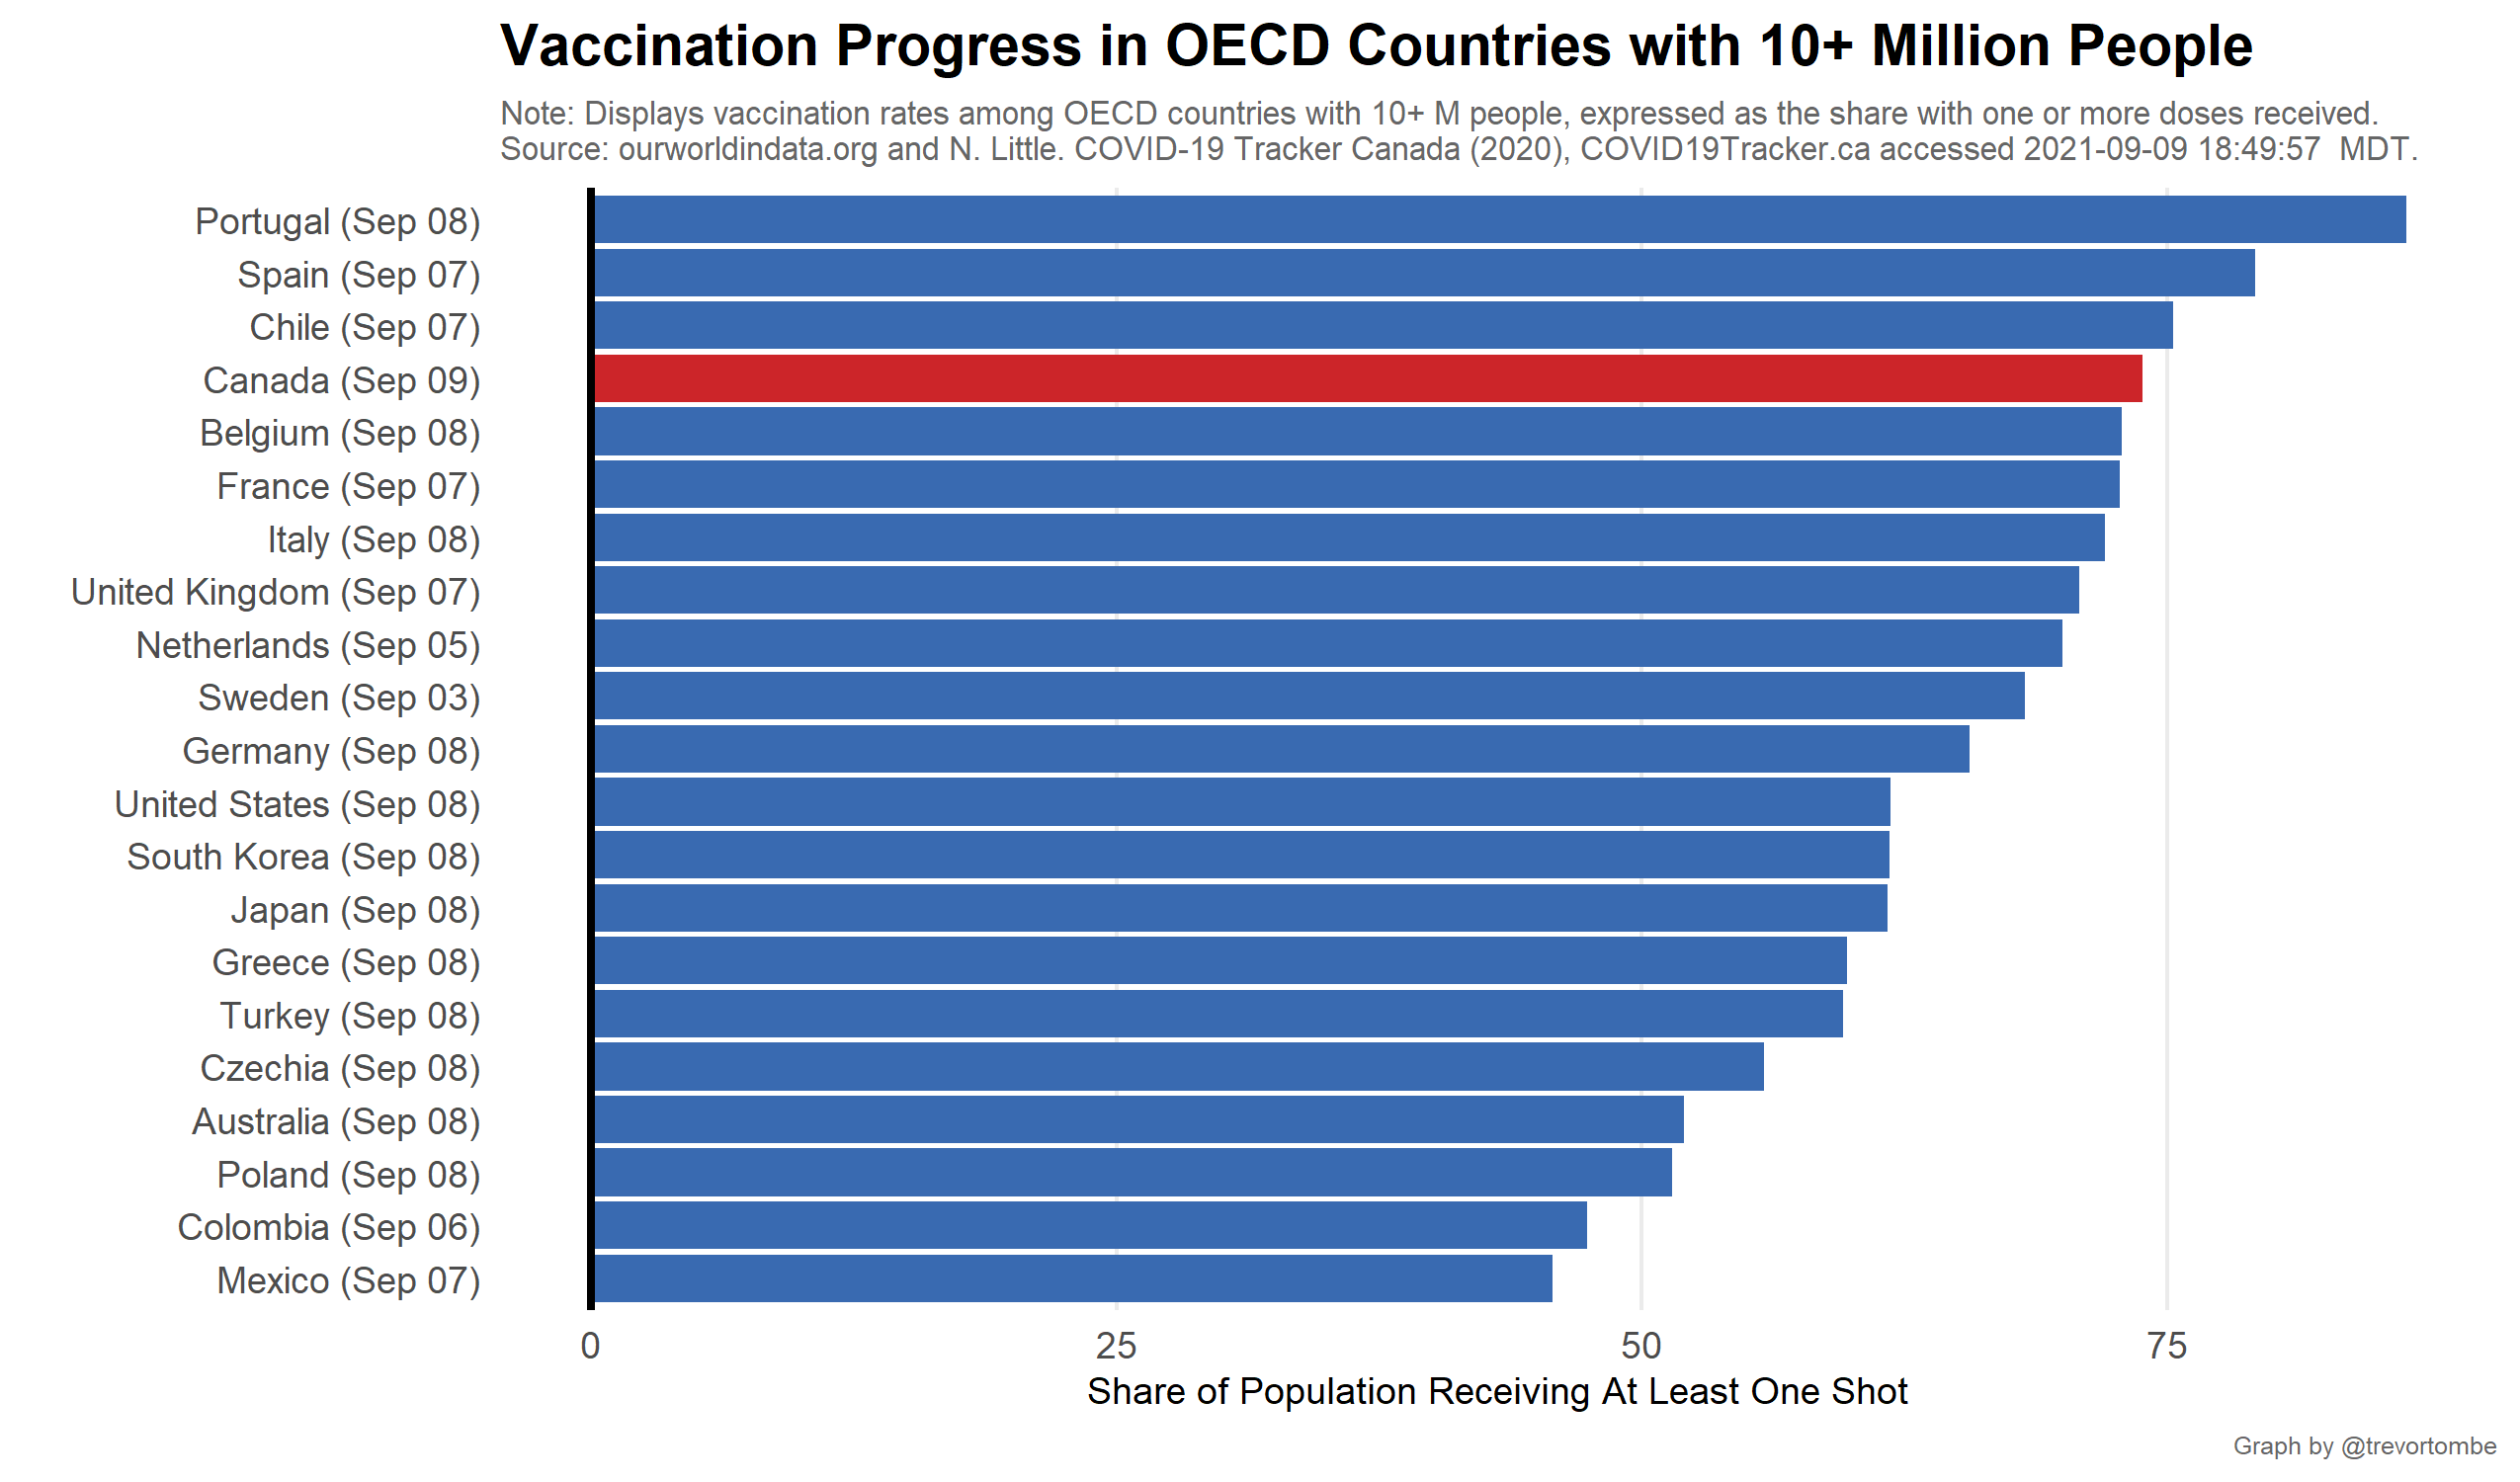 Vaccination Progress in OECD Countries with 10+ Million People
Note: Displays vaccination rates among OECD countries with 10+ M people, expressed as the share with one or more doses received.
Source: ourworldindata.org and N. Little. COVID-19 Tracker Canada (2020), COVID19Tracker.ca accessed 2021-09-09 18:49:57  MDT.
Portugal (Sep 08)
Spain (Sep 07)
Chile (Sep 07)
Canada (Sep 09)
Belgium (Sep 08)
France (Sep 07)
Italy (Sep 08)
United Kingdom (Sep 07)
Netherlands (Sep 05)
Sweden (Sep 03)
Germany (Sep 08)
United States (Sep 08)
South Korea (Sep 08)
Japan (Sep 08)
Greece (Sep 08)
Turkey (Sep 08)
Czechia (Sep 08)
Australia (Sep 08)
Poland (Sep 08)
Colombia (Sep 06)
Mexico (Sep 07)
0 25 50 75
Share of Population Receiving At Least One Shot
Graph by @trevortombe